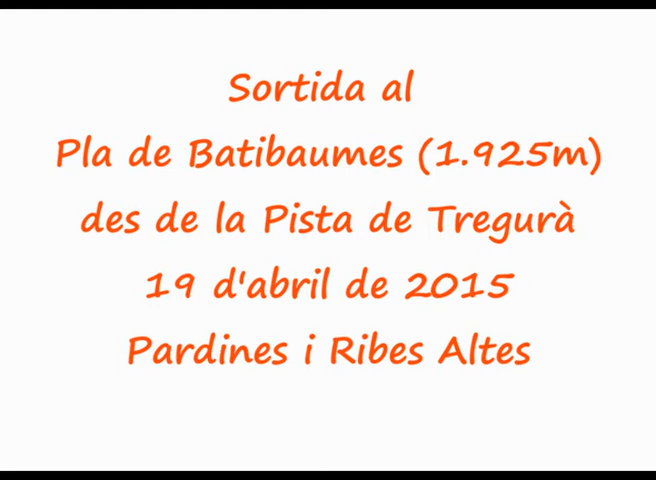 Sortida al
Pla de Batibaumes (1.925m)
des de la Pista de Tregurà
19 d'abril de 2015
Pardines i Ribes Altes